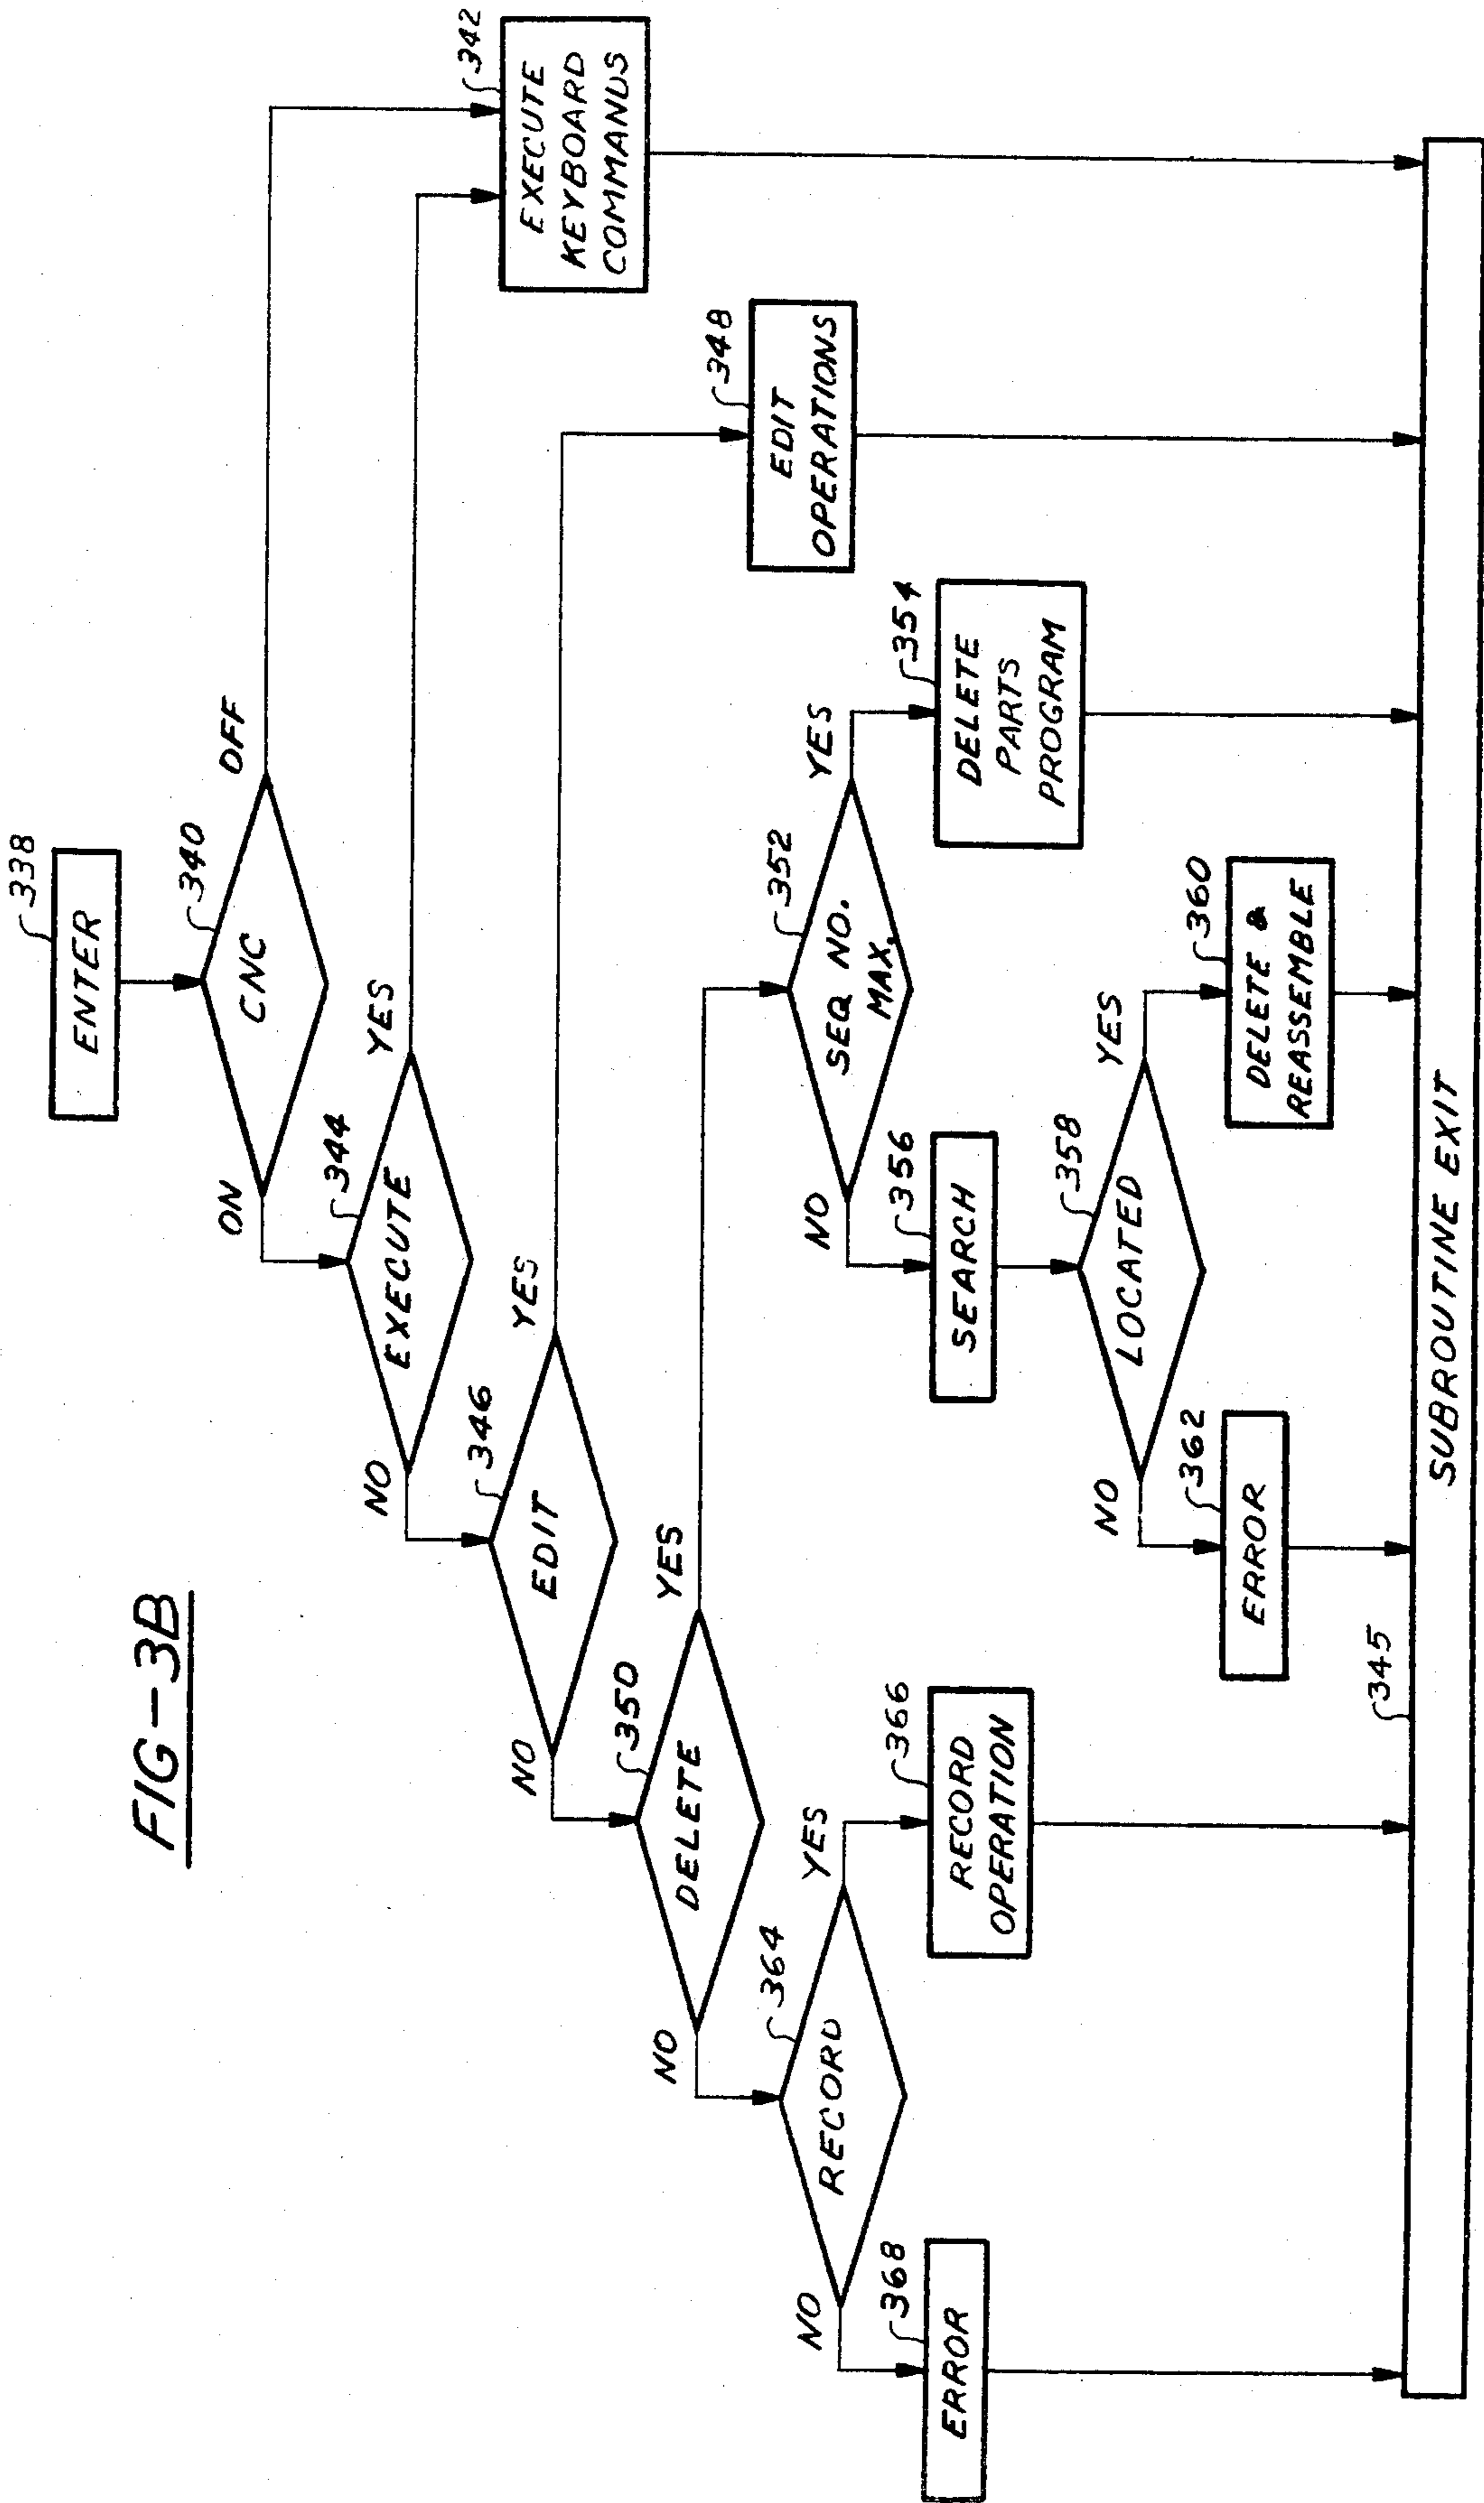 FIG-3B
338
ENTER
340
CNC
ON
OFF
344
EXECUTE
NO
YES
342
EXECUTE
KEYBOARD
COMMANDS
346
EDIT
NO
YES
348
EDIT
OPERATIONS
350
DELETE
NO
YES
352
SEQ NO.
MAX.
NO
YES
354
DELETE
PARTS
PROGRAM
356
SEARCH
358
LOCATED
NO
YES
360
DELETE &
REASSEMBLE
362
ERROR
364
RECORD
NO
YES
366
RECORD
OPERATION
368
ERROR
345
SUBROUTINE EXIT